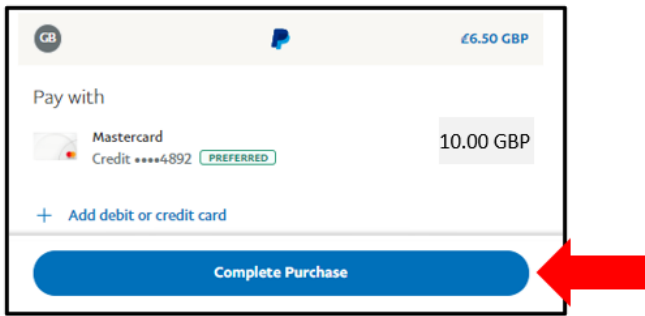 GB
£6.50 GBP
Pay with
Mastercard
10.00 GBP
Credit ••••4892 PREFERRED
+ Add debit or credit card
Complete Purchase